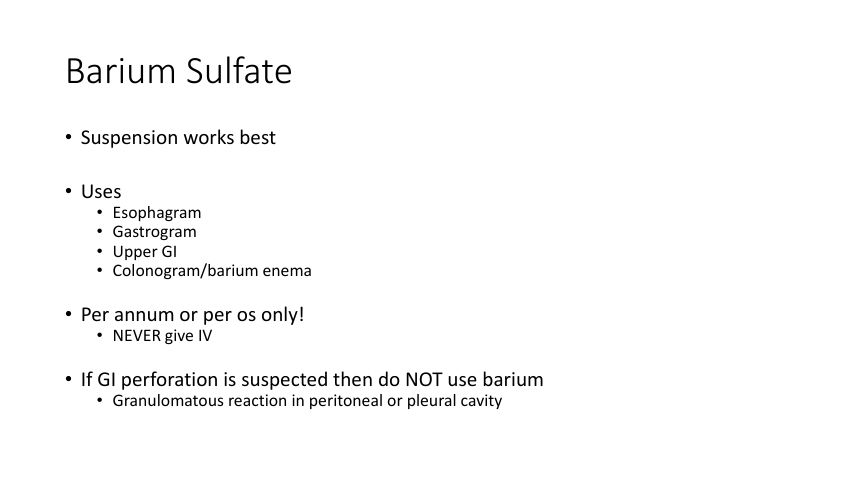 Barium Sulfate
• Suspension works best
• Uses
• Esophagram
• Gastrogram
• Upper GI
• Colonogram/barium enema
• Per annum or per os only!
• NEVER give IV
• If GI perforation is suspected then do NOT use barium
• Granulomatous reaction in peritoneal or pleural cavity